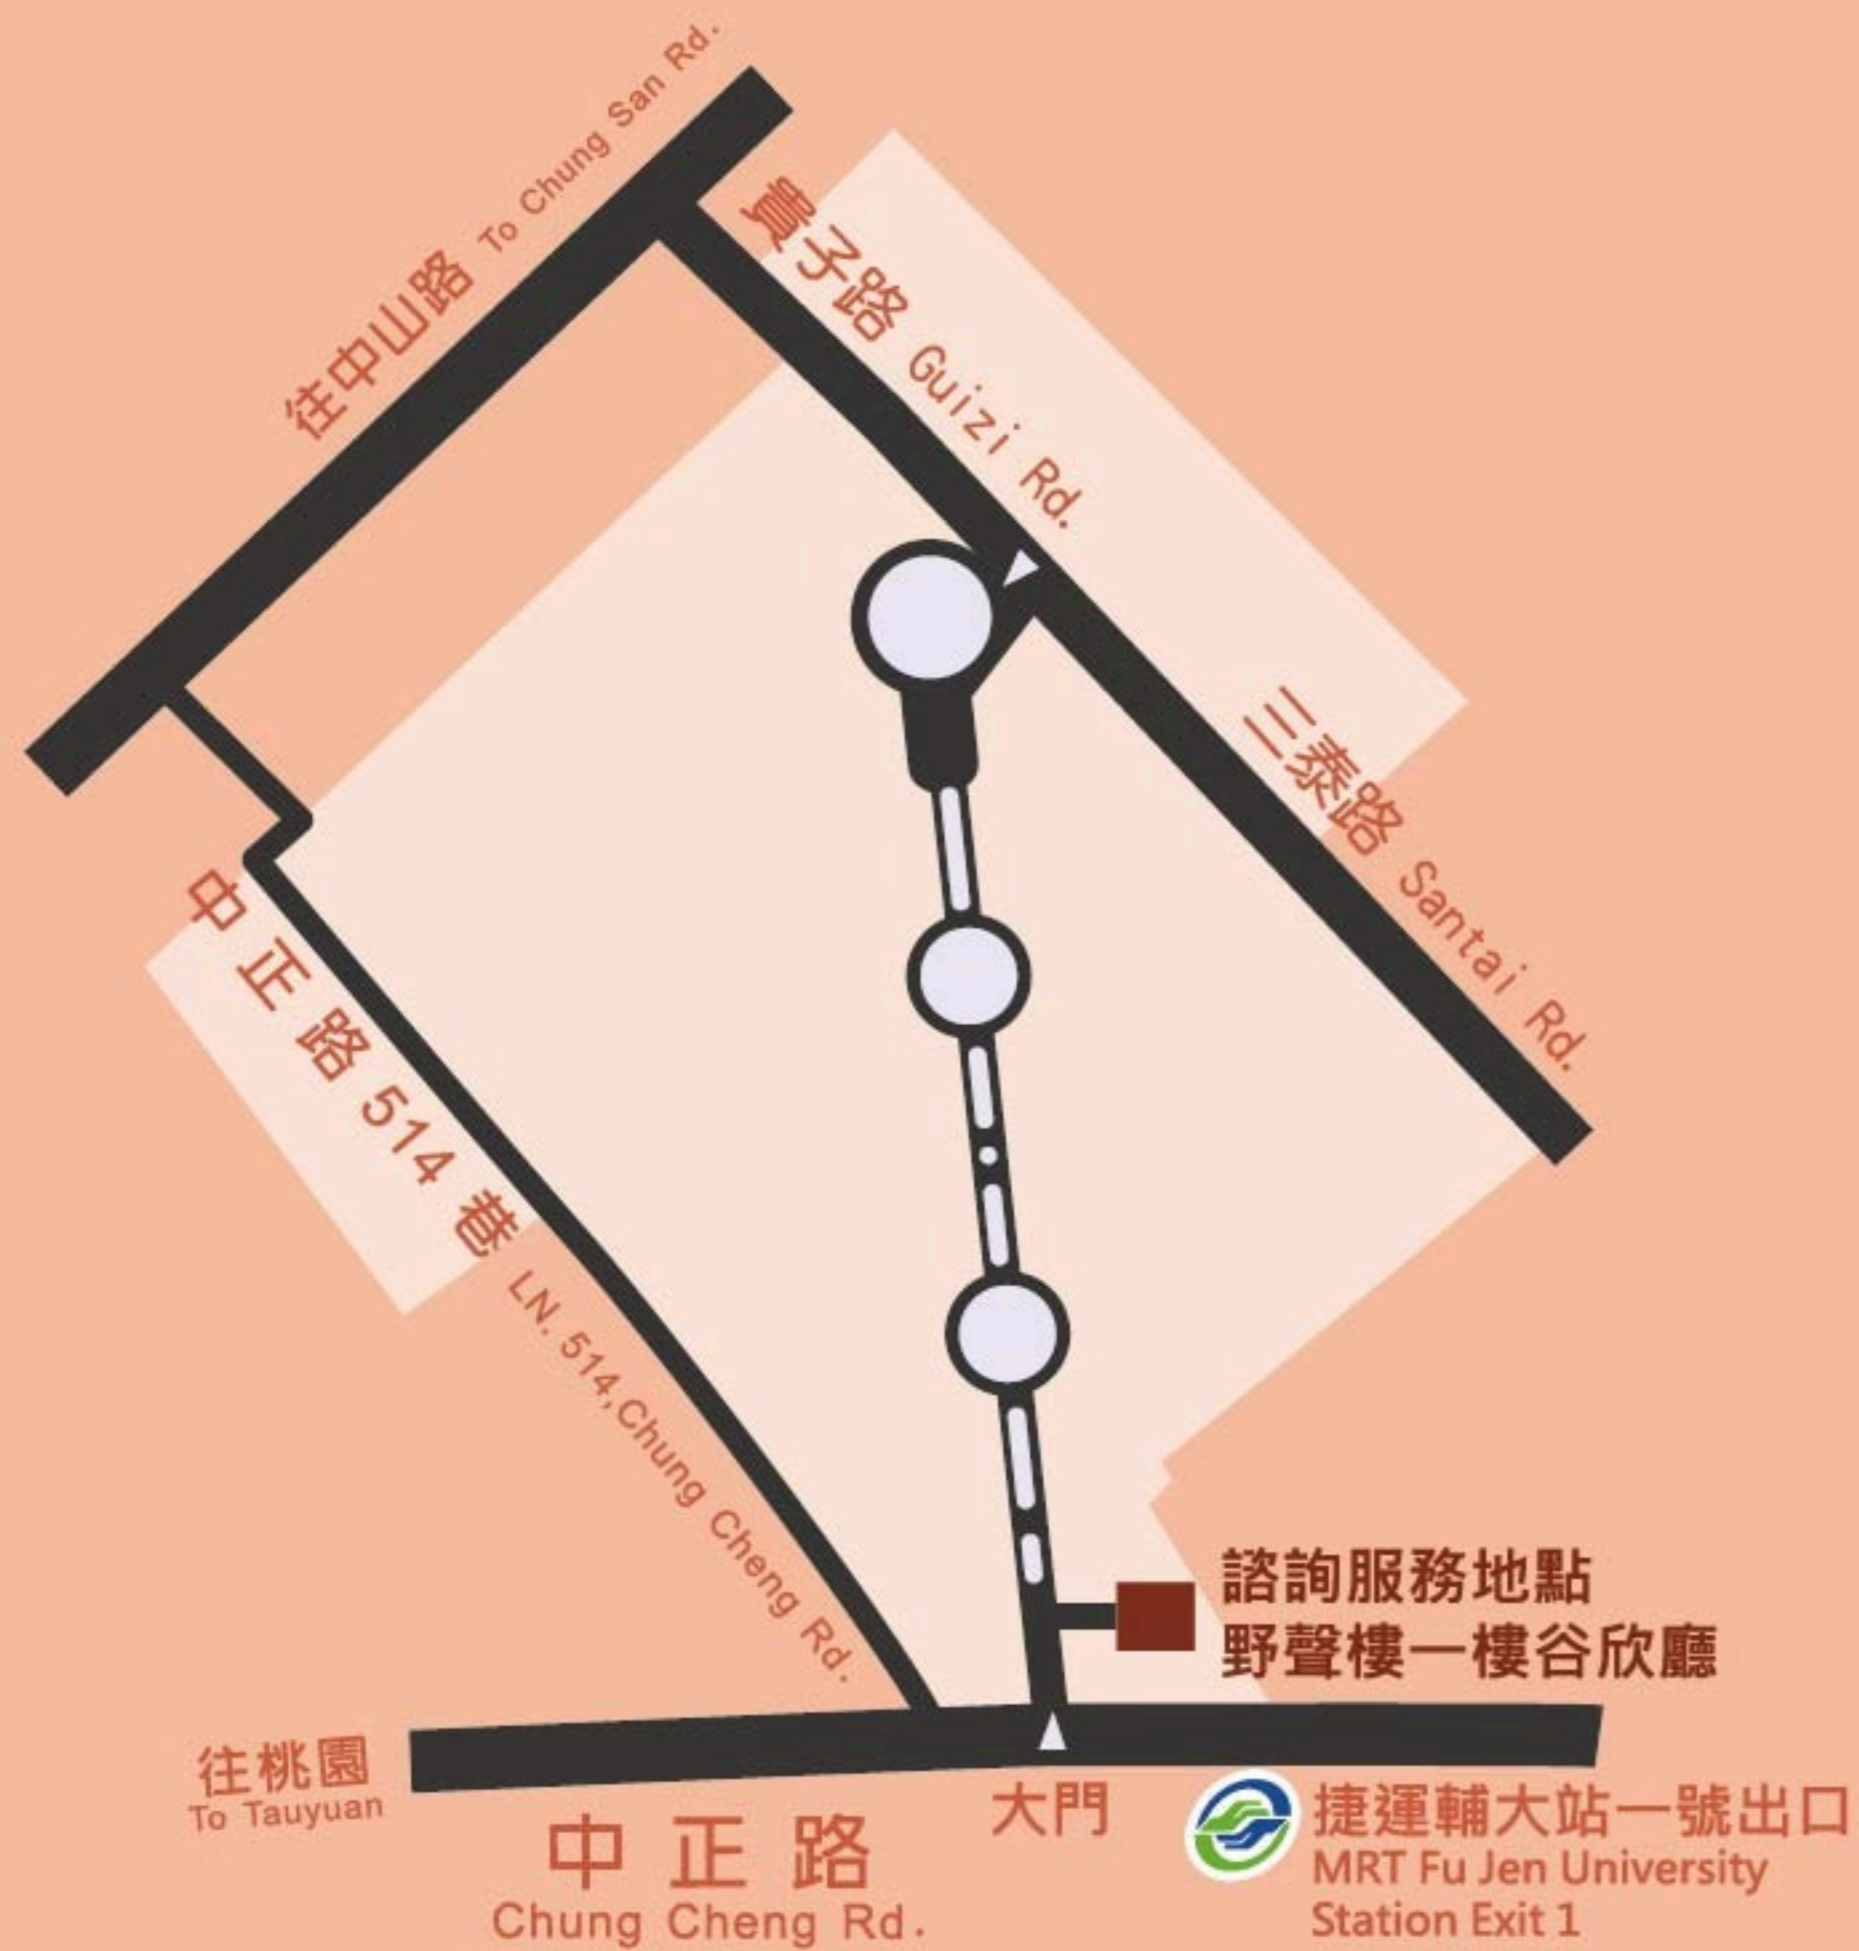 往中山路 To Chung San Rd.
貴子路 Guizi Rd.
三泰路 Santai Rd.
中正路514巷 LN. 514,Chung Cheng Rd.
諮詢服務地點
野聲樓一樓谷欣廳
往桃園
To Tauyuan
中正路
Chung Cheng Rd.
大門
捷運輔大站一號出口
MRT Fu Jen University
Station Exit 1